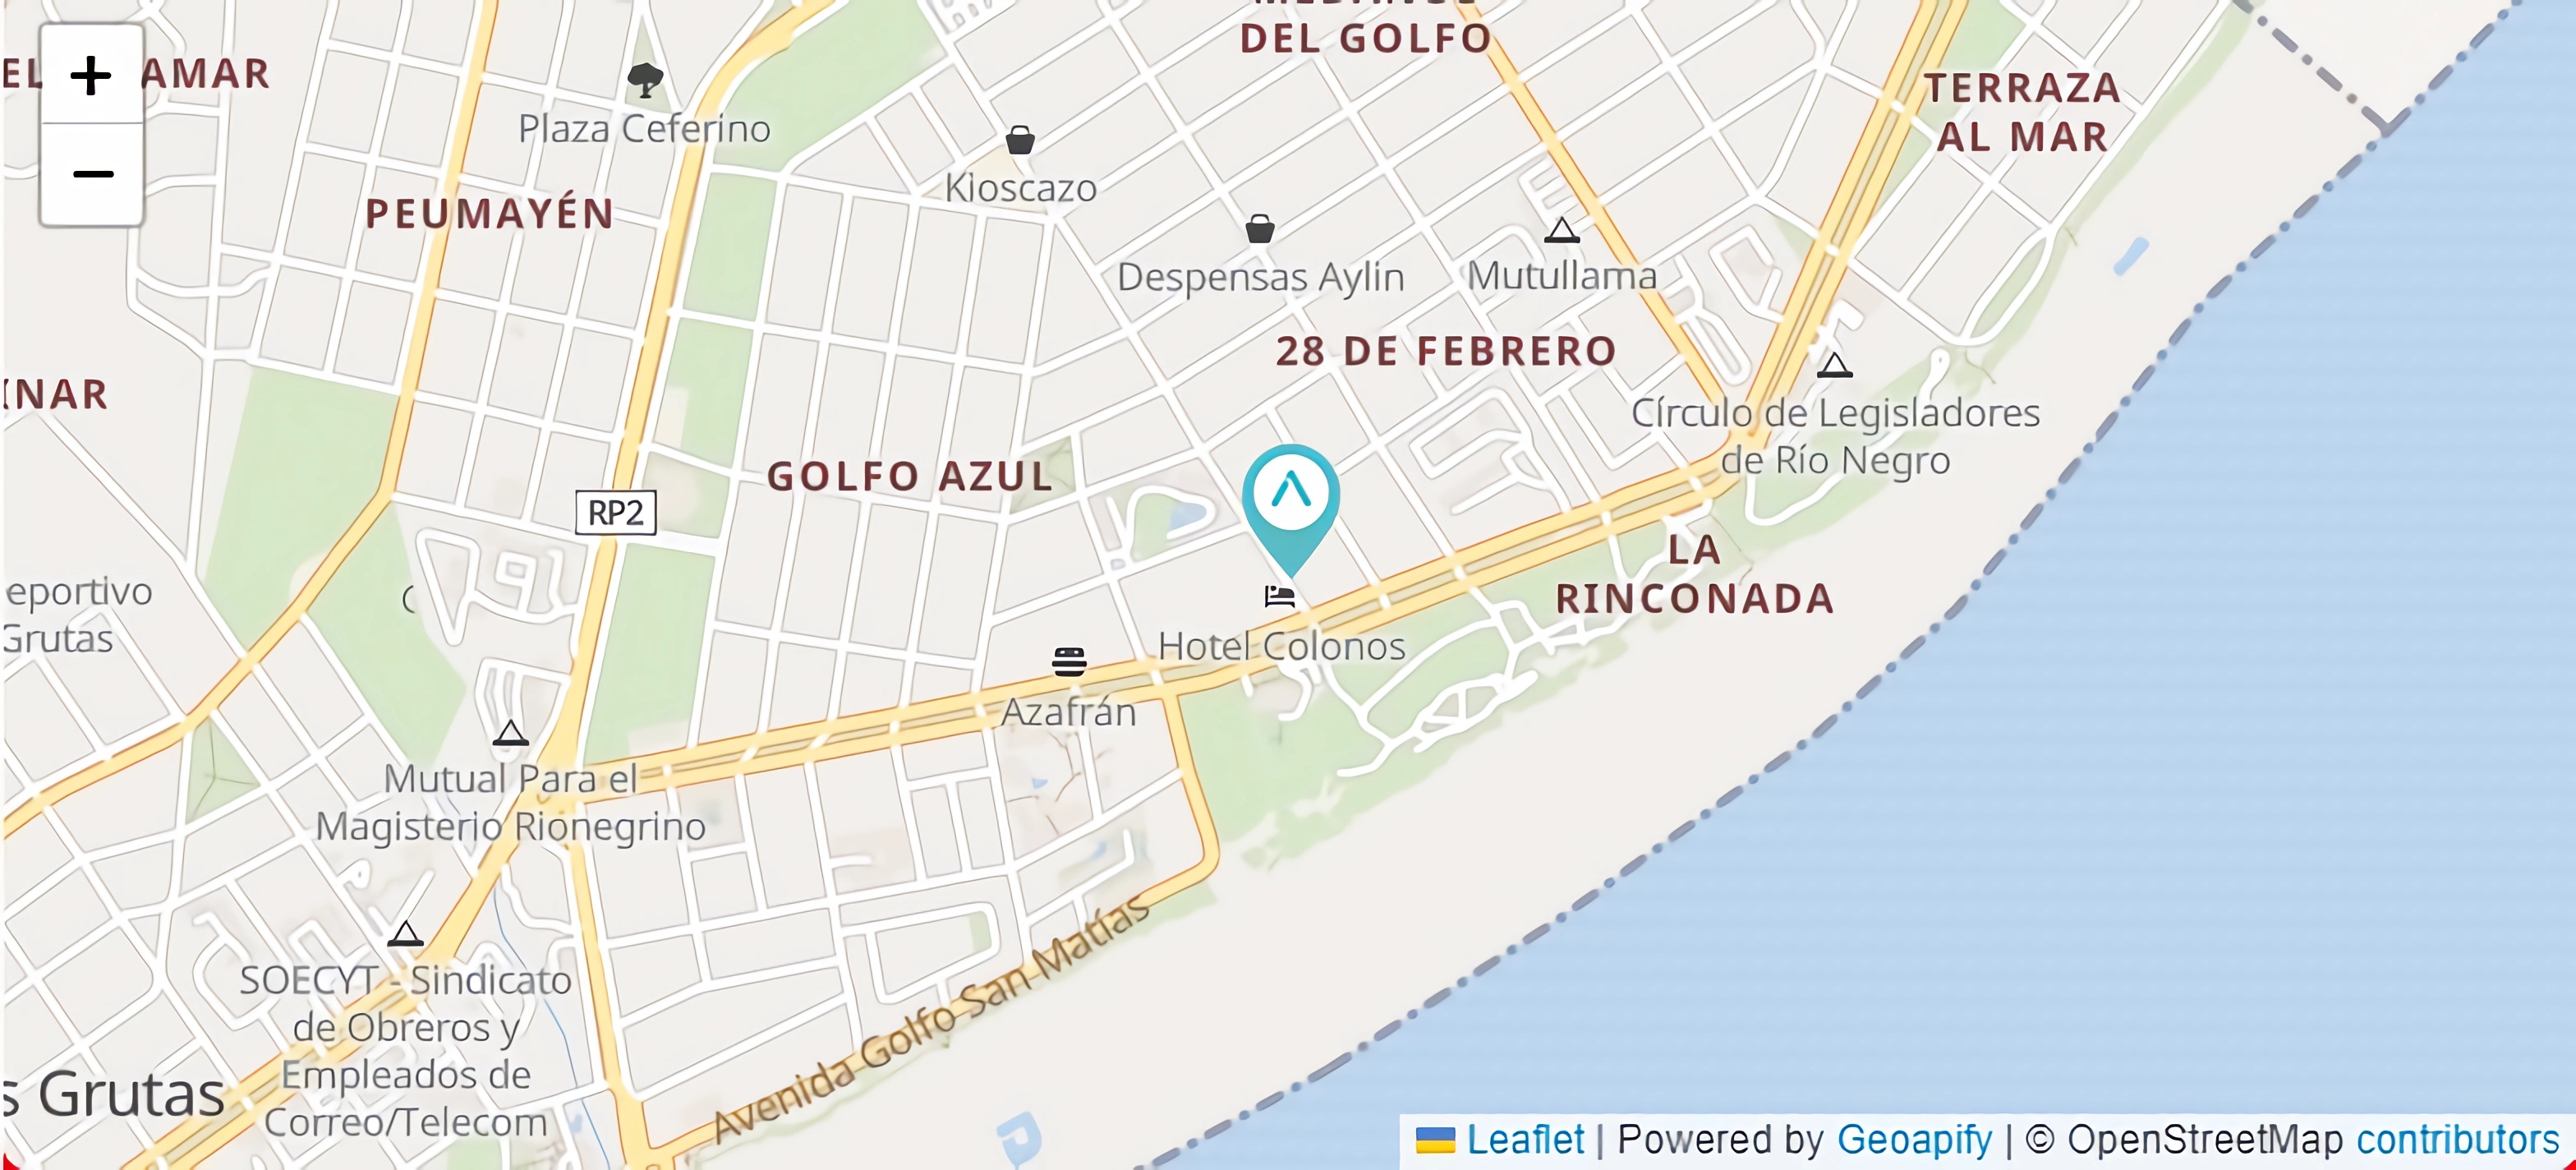 DEL GOLFO
EL
AMAR
+
−
TERRAZA
AL MAR
Plaza Ceferino
Kioscazo
PEUMAYÉN
Despensas Aylin
Mutullama
28 DE FEBRERO
INAR
Círculo de Legisladores
de Río Negro
GOLFO AZUL
RP2
LA
RINCONADA
eportivo
Grutas
Hotel Colonos
Azafrán
Mutual Para el
Magisterio Rionegrino
Avenida Golfo San Matías
SOECYT - Sindicato
de Obreros y
Empleados de
Correo/Telecom
s Grutas
Leaflet | Powered by Geoapify | © OpenStreetMap contributors